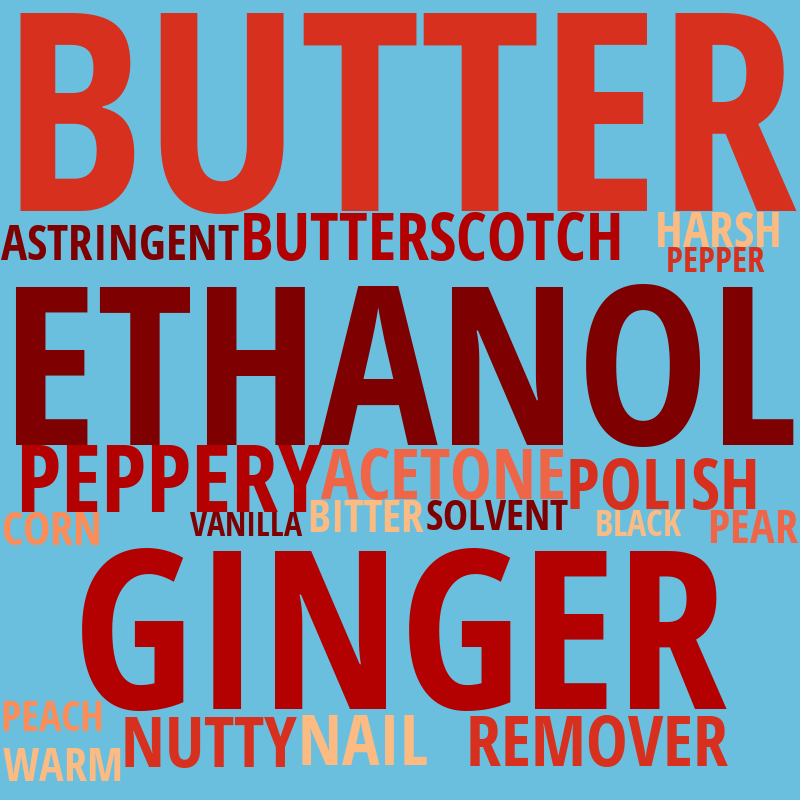 BUTTER
ASTRINGENT BUTTERSCOTCH HARSH
PEPPER
ETHANOL
PEPPERY ACETONE POLISH
CORN VANILLA BITTER SOLVENT BLACK PEAR
GINGER
PEACH
WARM NUTTY NAIL REMOVER